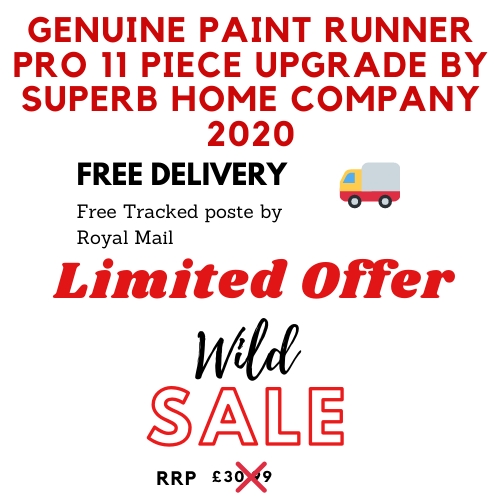 GENUINE PAINT RUNNER
PRO 11 PIECE UPGRADE BY
SUPERB HOME COMPANY
2020
FREE DELIVERY
Free Tracked poste by
Royal Mail
Limited Offer
Wild
SALE
RRP £30.99